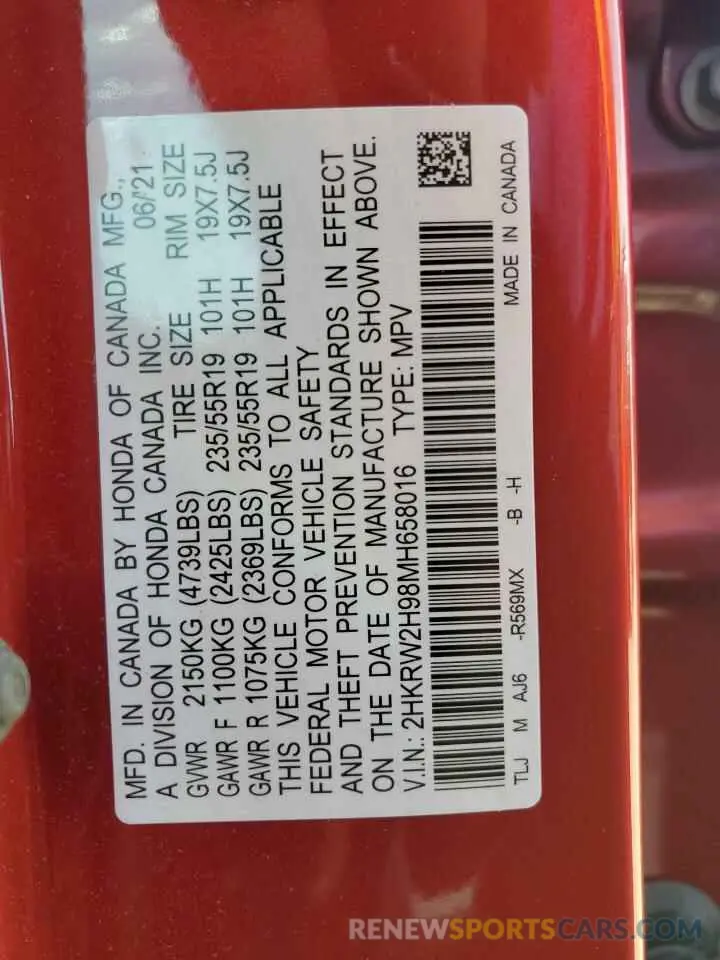 MFD. IN CANADA BY HONDA OF CANADA MFG.,
A DIVISION OF HONDA CANADA INC. 06/'21
GVWR 2150KG (4739LBS) TIRE SIZE RIM SIZE
GAWR F 1100KG (2425LBS) 235/55R19 101H 19X7.5J
GAWR R 1075KG (2369LBS) 235/55R19 101H 19X7.5J
THIS VEHICLE CONFORMS TO ALL APPLICABLE
FEDERAL MOTOR VEHICLE SAFETY
AND THEFT PREVENTION STANDARDS IN EFFECT
ON THE DATE OF MANUFACTURE SHOWN ABOVE.
V.I.N.: 2HKRW2H98MH658016 TYPE: MPV
TLJ M AJ6 -R569MX -B -H MADE IN CANADA
RENEWSPORTSCARS.COM